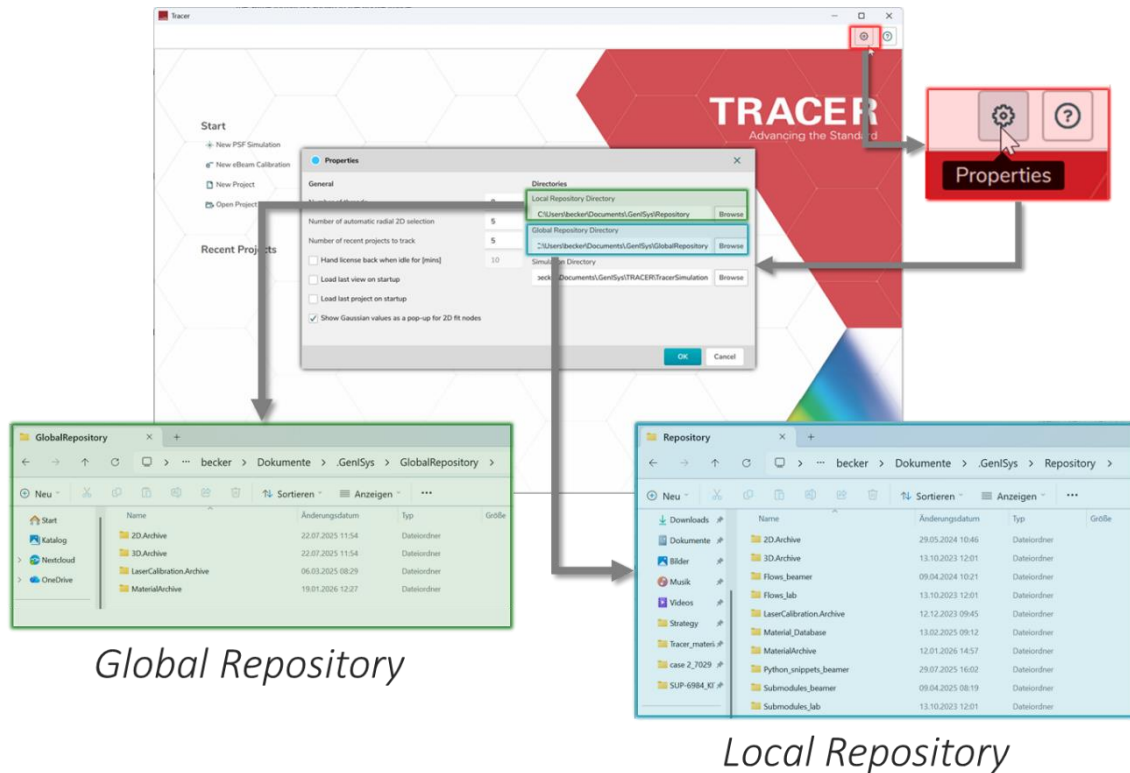 Tracer
TRACER
Advancing the Standard
Start
New PSF Simulation
New eBeam Calibration
New Project
Open Project
Recent Projects
Properties
Properties
General
Number of automatic radial 2D selection 5
Number of recent projects to track 5
Hand license back when idle for [mins] 10
Load last view on startup
Load last project on startup
Show Gaussian values as a pop-up for 2D fit nodes
Directories
Local Repository Directory
C:\Users\becker\Documents\.GenISys\Repository Browse
Global Repository Directory
C:\Users\becker\Documents\.GenISys\GlobalRepository Browse
Directory
becker\Documents\.GenISys\TRACER\TracerSimulation Browse
OK Cancel
GlobalRepository
becker > Dokumente > .GenISys > GlobalRepository >
Neu Sortieren Anzeigen
Start
Katalog
Nextcloud
OneDrive
Name Änderungsdatum Typ Größe
2D.Archive 22.07.2025 11:54 Dateiordner
3D.Archive 22.07.2025 11:54 Dateiordner
LaserCalibration.Archive 06.03.2025 08:29 Dateiordner
MaterialArchive 19.01.2026 12:27 Dateiordner
Global Repository
Repository
becker > Dokumente > .GenISys > Repository >
Neu Sortieren Anzeigen
Downloads
Dokumente
Bilder
Musik
Videos
Strategy
Tracer_materi
case 2_7029
Name Änderungsdatum Typ Größe
2D.Archive 29.05.2024 10:46 Dateiordner
3D.Archive 13.10.2023 12:01 Dateiordner
Flows_beamer 09.04.2024 10:21 Dateiordner
Flows_lab 13.10.2023 12:01 Dateiordner
LaserCalibration.Archive 12.12.2023 09:45 Dateiordner
Material_Database 13.02.2025 09:12 Dateiordner
MaterialArchive 12.01.2026 14:57 Dateiordner
Python_snippets_beamer 29.07.2025 16:02 Dateiordner
Submodules_beamer 09.04.2025 08:19 Dateiordner
Submodules_lab 13.10.2023 12:01 Dateiordner
Local Repository